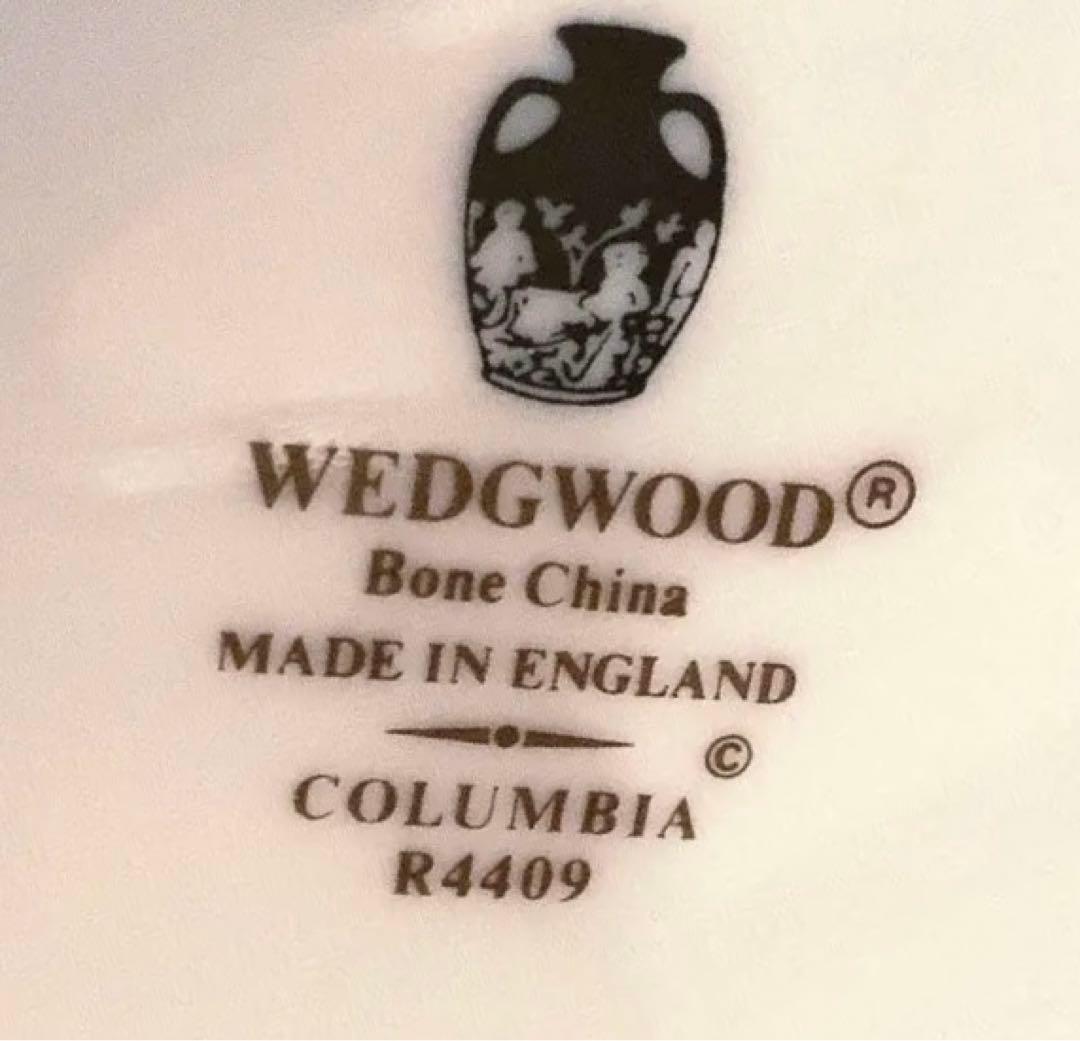 WEDGWOOD®
Bone China
MADE IN ENGLAND
©
COLUMBIA
R4409